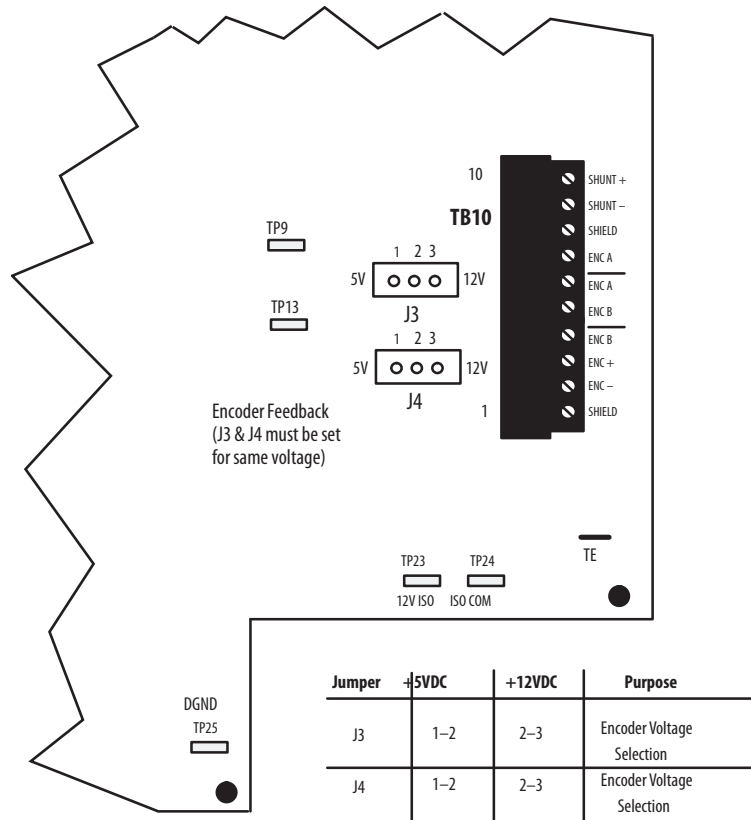 10
SHUNT +
SHUNT –
TB10
SHIELD
ENC A
ENC A
ENC B
ENC B
ENC +
ENC –
1
SHIELD
TP9
1 2 3
5V
12V
J3
TP13
1 2 3
5V
12V
J4
Encoder Feedback
(J3 & J4 must be set
for same voltage)
TE
TP23
TP24
12V ISO
ISO COM
DGND
TP25
Jumper +5VDC +12VDC Purpose
J3 1–2 2–3 Encoder Voltage
Selection
J4 1–2 2–3 Encoder Voltage
Selection